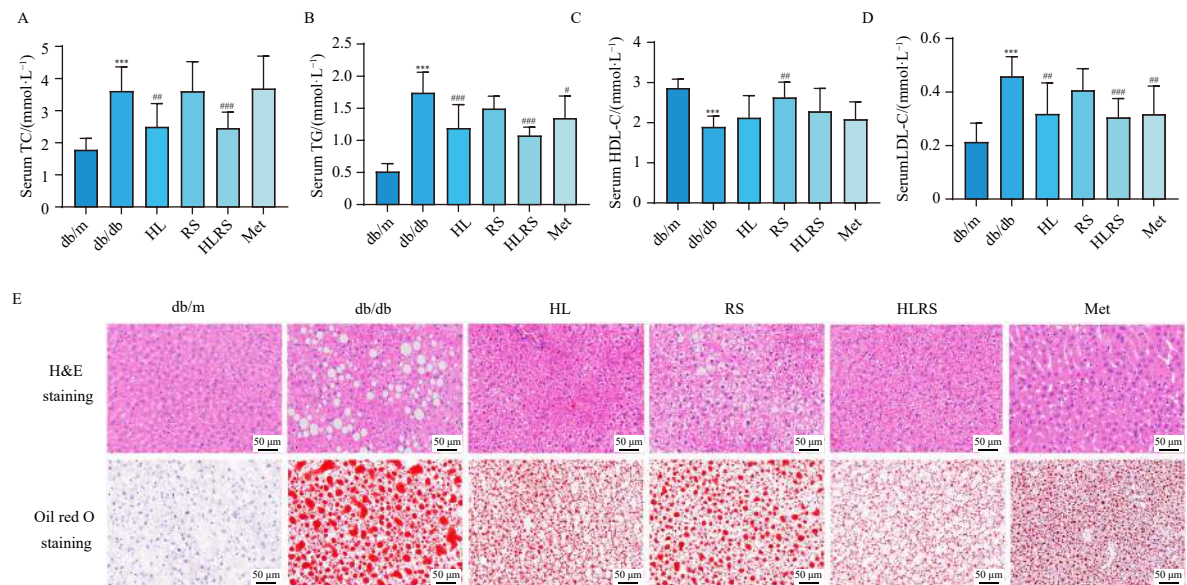 A
Serum TC/(mmol·L⁻¹)
5
4
3
2
1
0
***
##
###
db/m
db/db
HL
RS
HLRS
Met
B
Serum TG/(mmol·L⁻¹)
2.5
2.0
1.5
1.0
0.5
0
***
###
###
#
db/m
db/db
HL
RS
HLRS
Met
C
Serum HDL-C/(mmol·L⁻¹)
4
3
2
1
0
***
##
db/m
db/db
HL
RS
HLRS
Met
D
SerumLDL-C/(mmol·L⁻¹)
0.6
0.4
0.2
0
***
##
###
##
db/m
db/db
HL
RS
HLRS
Met
E
db/m db/db HL RS HLRS Met
H&E
staining
50 μm 50 μm 50 μm 50 μm 50 μm 50 μm
Oil red O
staining
50 μm 50 μm 50 μm 50 μm 50 μm 50 μm